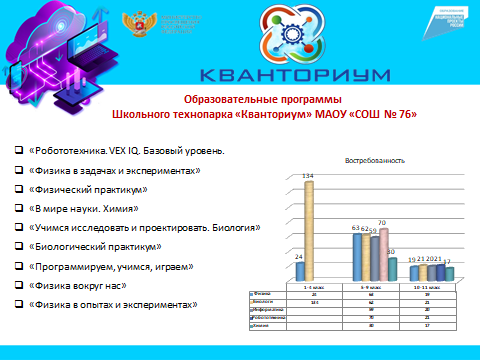 КВАНТОРИУМ
Образовательные программы
Школьного технопарка «Кванториум» МАОУ «СОШ № 76»
«Робототехника. VEX IQ. Базовый уровень.
«Физика в задачах и экспериментах»
«Физический практикум»
«В мире науки. Химия»
«Учимся исследовать и проектировать. Биология»
«Биологический практикум»
«Программируем, учимся, играем»
«Физика вокруг нас»
«Физика в опытах и экспериментах»
Востребованность
24 134
63 62 59 70 30
19 21 20 21 17
1-4 класс 5-9 класс 10-11 класс
Физика 24 63 19
Биологи 134 62 21
Информатика 59 20
Робототехника 70 21
Химия 30 17